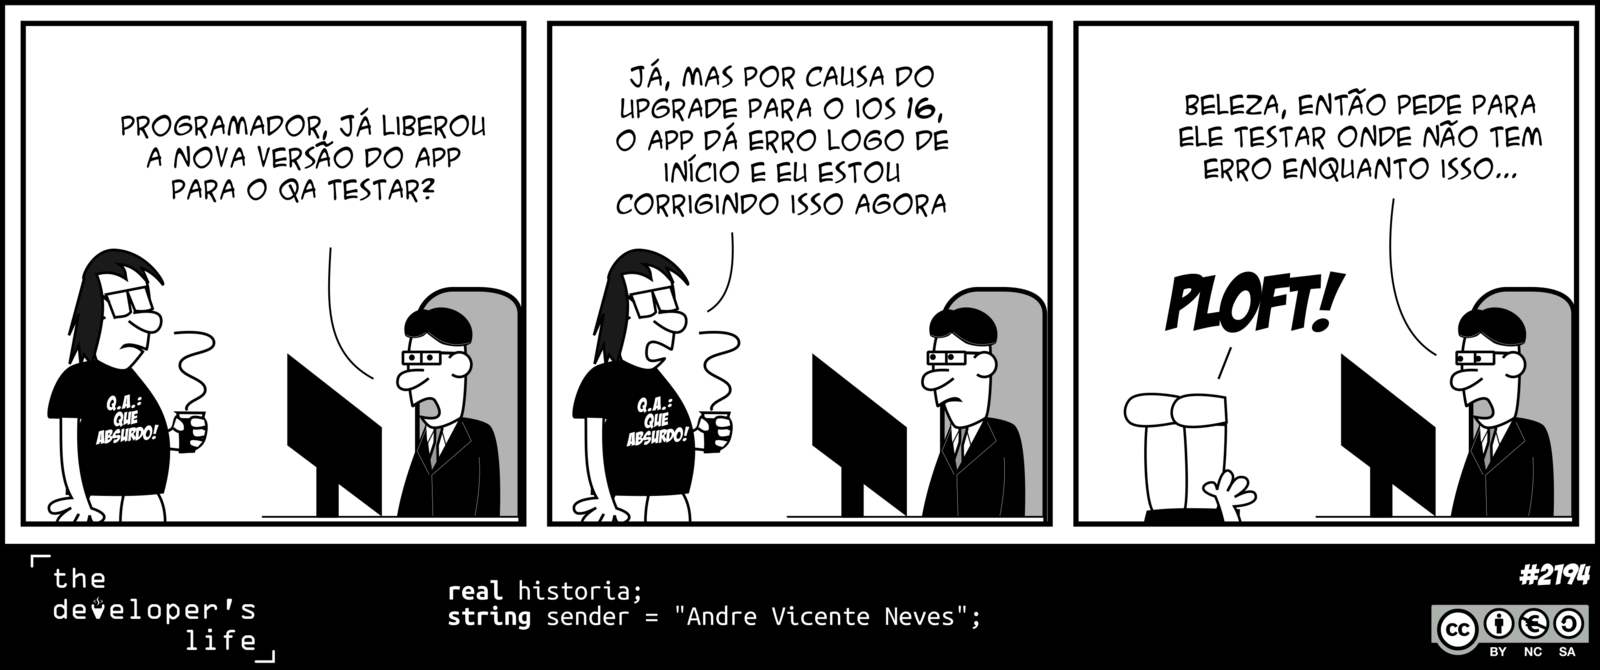 PROGRAMADOR, JÁ LIBEROU
A NOVA VERSÃO DO APP
PARA O QA TESTAR?
Q.A.:
QUE
ABSURDO!
JÁ, MAS POR CAUSA DO
UPGRADE PARA O IOS 16,
O APP DÁ ERRO LOGO DE
INÍCIO E EU ESTOU
CORRIGINDO ISSO AGORA
Q.A.:
QUE
ABSURDO!
BELEZA, ENTÃO PEDE PARA
ELE TESTAR ONDE NÃO TEM
ERRO ENQUANTO ISSO...
PLOFT!
the
developer's
life
real historia;
string sender = "Andre Vicente Neves";
#2194
cc
BY NC SA